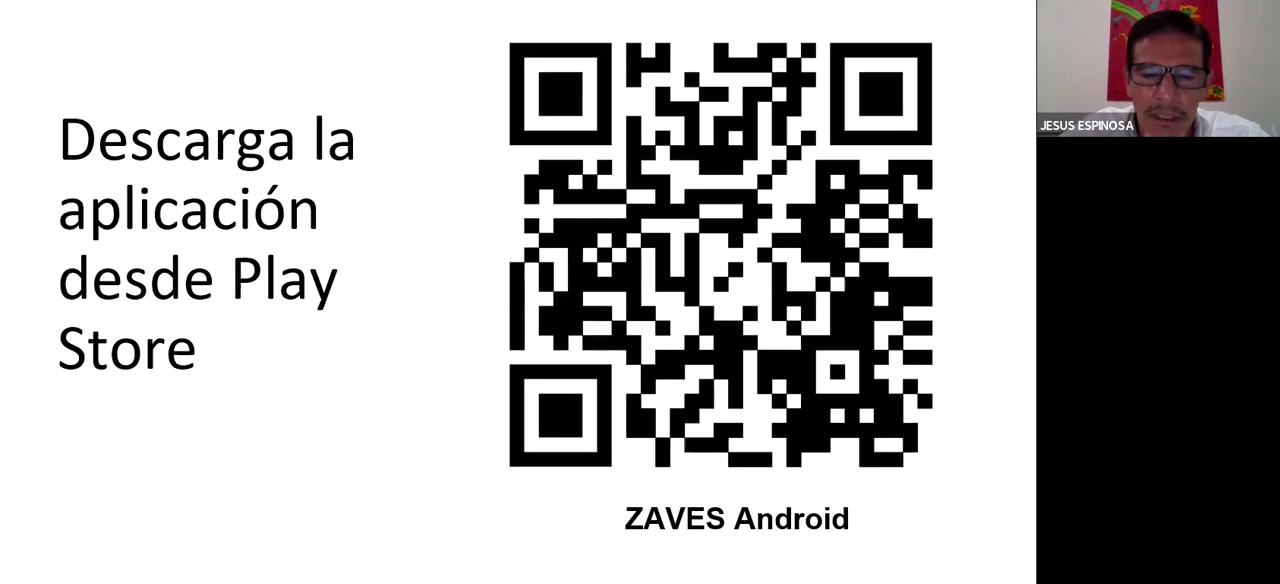 Descarga la
aplicación
desde Play
Store
ZAVES Android
JESUS ESPINOSA